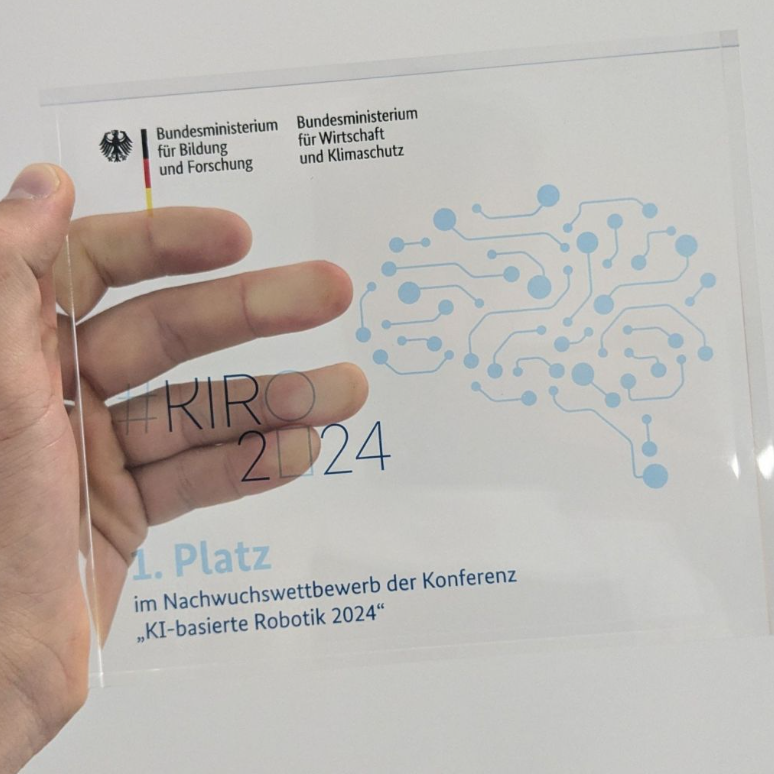 Bundesministerium
für Bildung
und Forschung
Bundesministerium
für Wirtschaft
und Klimaschutz
#KIRO
2024
1. Platz
im Nachwuchswettbewerb der Konferenz
„KI-basierte Robotik 2024“